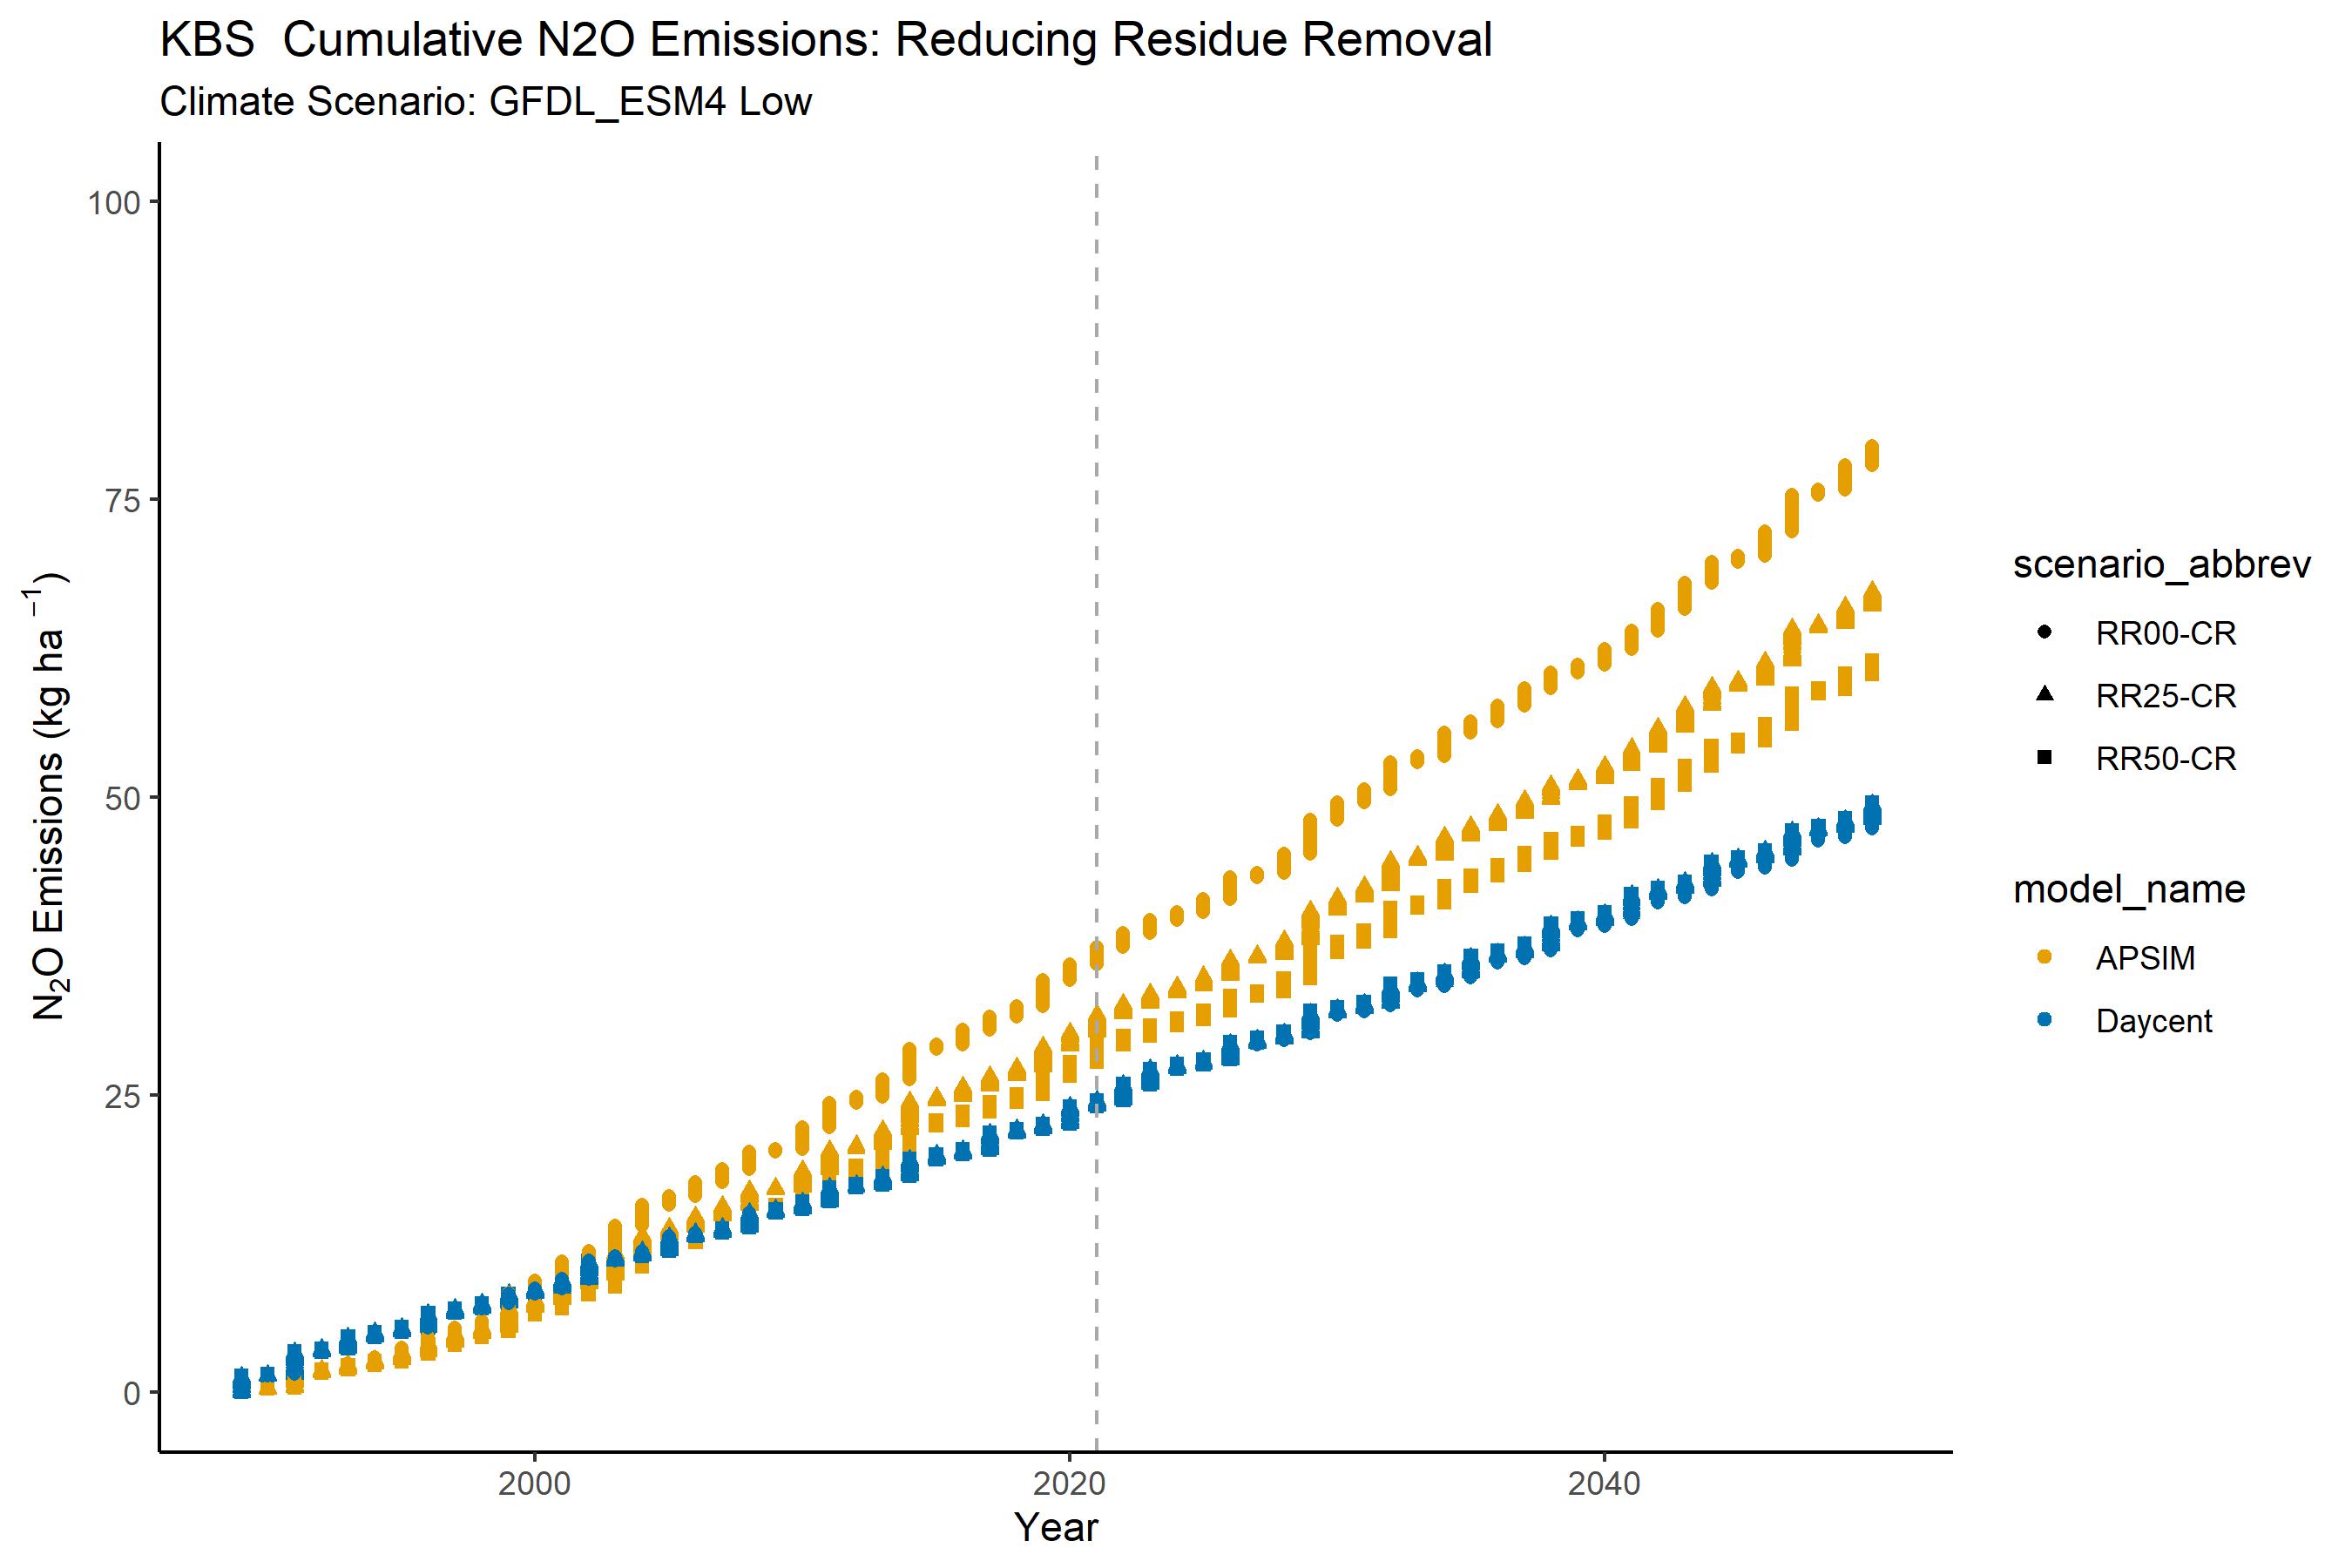 KBS  Cumulative N2O Emissions: Reducing Residue Removal
Climate Scenario: GFDL_ESM4 Low
N₂O Emissions (kg ha ⁻¹)
100
75
50
25
0
2000
2020
2040
Year
scenario_abbrev
RR00-CR
RR25-CR
RR50-CR
model_name
APSIM
Daycent